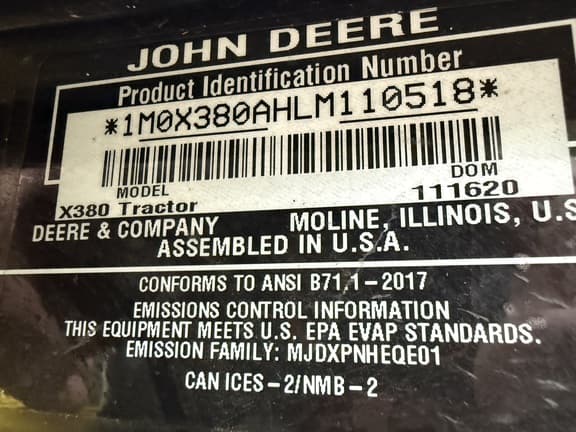 JOHN DEERE
Product Identification Number
*1M0X380AHLM110518*
MODEL DOM
X380 Tractor 111620
DEERE & COMPANY MOLINE, ILLINOIS, U.S
ASSEMBLED IN U.S.A.
CONFORMS TO ANSI B71.1-2017
EMISSIONS CONTROL INFORMATION
THIS EQUIPMENT MEETS U.S. EPA EVAP STANDARDS.
EMISSION FAMILY: MJDXPNHEQE01
CAN ICES-2/NMB-2